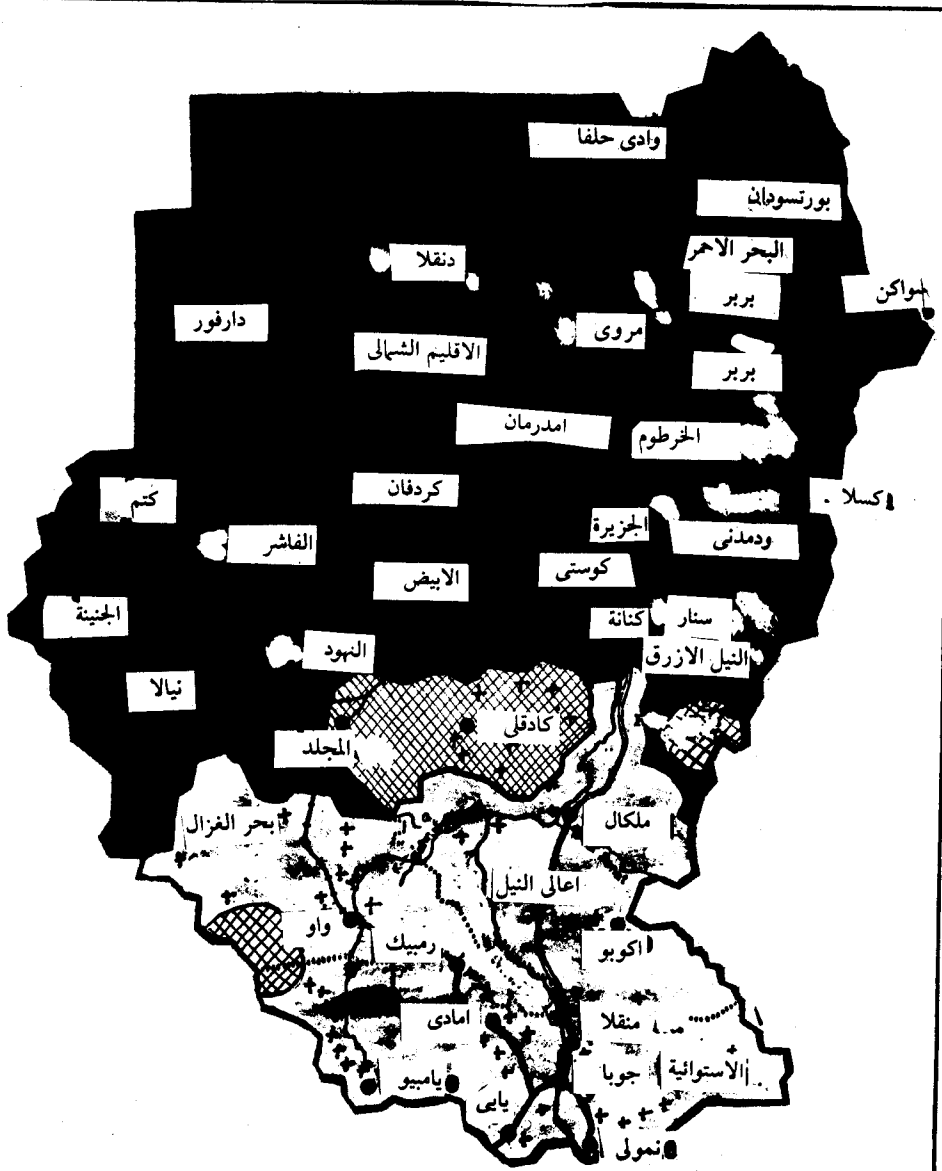 وادى حلفا
بورتسودان
البحر الاحمر
دنقلا
سواكن
بربر
دارفور
مروى
الاقليم الشمالى
بربر
امدرمان
الخرطوم
كردفان
كسلا
كتم
الجزيرة
ودمدنى
الفاشر
كوستى
الابيض
الجنينة
كنانة
سنار
النهود
النيل الازرق
نيالا
كادقلى
المجلد
ملكال
بحر الغزال
اعالى النيل
واو
رمبيك
اكوبو
امادى
منقلا
الاستوائية
جوبا
يامبيو
يايى
نمولى